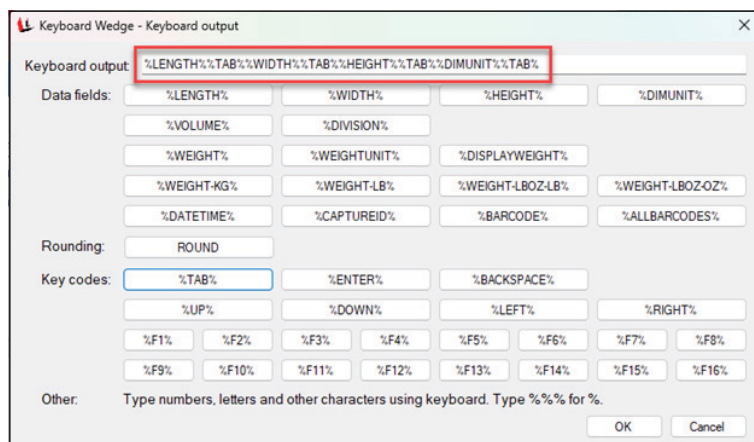 Keyboard Wedge - Keyboard output
Keyboard output: %LENGTH%%TAB%%WIDTH%%TAB%%HEIGHT%%TAB%%DIMUNIT%%TAB%
Data fields: %LENGTH% %WIDTH% %HEIGHT% %DIMUNIT%
%VOLUME% %DIVISION%
%WEIGHT% %WEIGHTUNIT% %DISPLAYWEIGHT%
%WEIGHT-KG% %WEIGHT-LB% %WEIGHT-LBOZ-LB% %WEIGHT-LBOZ-OZ%
%DATETIME% %CAPTUREID% %BARCODE% %ALLBARCODES%
Rounding: ROUND
Key codes: %TAB% %ENTER% %BACKSPACE%
%UP% %DOWN% %LEFT% %RIGHT%
%F1% %F2% %F3% %F4% %F5% %F6% %F7% %F8%
%F9% %F10% %F11% %F12% %F13% %F14% %F15% %F16%
Other: Type numbers, letters and other characters using keyboard. Type %%% for %.
OK Cancel